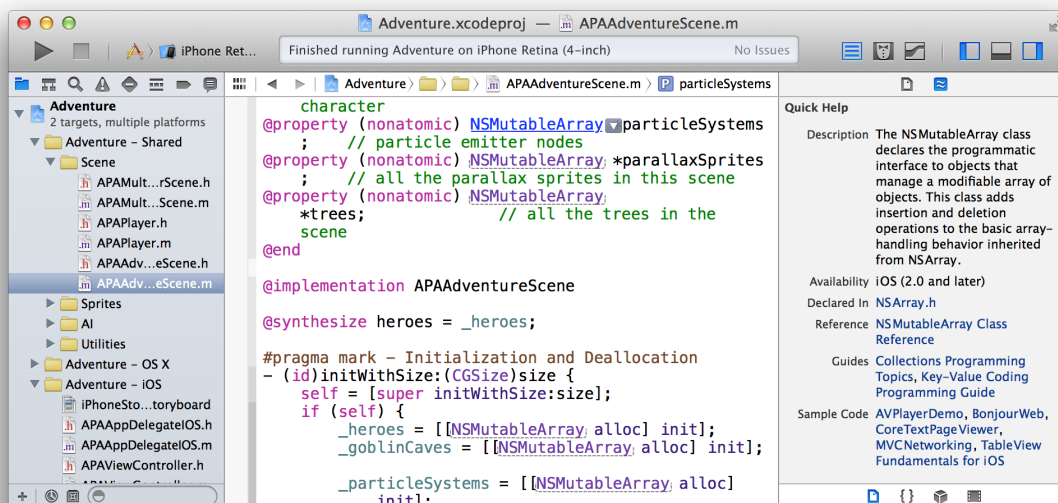 Adventure.xcodeproj — APAAdventureScene.m
iPhone Ret...
Finished running Adventure on iPhone Retina (4-inch) No Issues
Adventure APAAdventureScene.m P particleSystems
Adventure
2 targets, multiple platforms
Adventure – Shared
Scene
.h APAMult...rScene.h
.m APAMult...Scene.m
.h APAPlayer.h
.m APAPlayer.m
.h APAAdv...eScene.h
.m APAAdv...eScene.m
Sprites
AI
Utilities
Adventure – OS X
Adventure – iOS
iPhoneSto...toryboard
.h APAAppDelegateIOS.h
.m APAAppDelegateIOS.m
.h APAViewController.h
character
@property (nonatomic) NSMutableArray particleSystems
; // particle emitter nodes
@property (nonatomic) NSMutableArray *parallaxSprites
; // all the parallax sprites in this scene
@property (nonatomic) NSMutableArray
*trees; // all the trees in the
scene
@end
@implementation APAAdventureScene
@synthesize heroes = _heroes;
#pragma mark – Initialization and Deallocation
- (id)initWithSize:(CGSize)size {
self = [super initWithSize:size];
if (self) {
_heroes = [[NSMutableArray alloc] init];
_goblinCaves = [[NSMutableArray alloc] init];
_particleSystems = [[NSMutableArray alloc]
init];
Quick Help
Description The NSMutableArray class
declares the programmatic
interface to objects that
manage a modifiable array of
objects. This class adds
insertion and deletion
operations to the basic array-
handling behavior inherited
from NSArray.
Availability iOS (2.0 and later)
Declared In NSArray.h
Reference NSMutableArray Class
Reference
Guides Collections Programming
Topics, Key-Value Coding
Programming Guide
Sample Code AVPlayerDemo, BonjourWeb,
CoreTextPageViewer,
MVCNetworking, TableView
Fundamentals for iOS